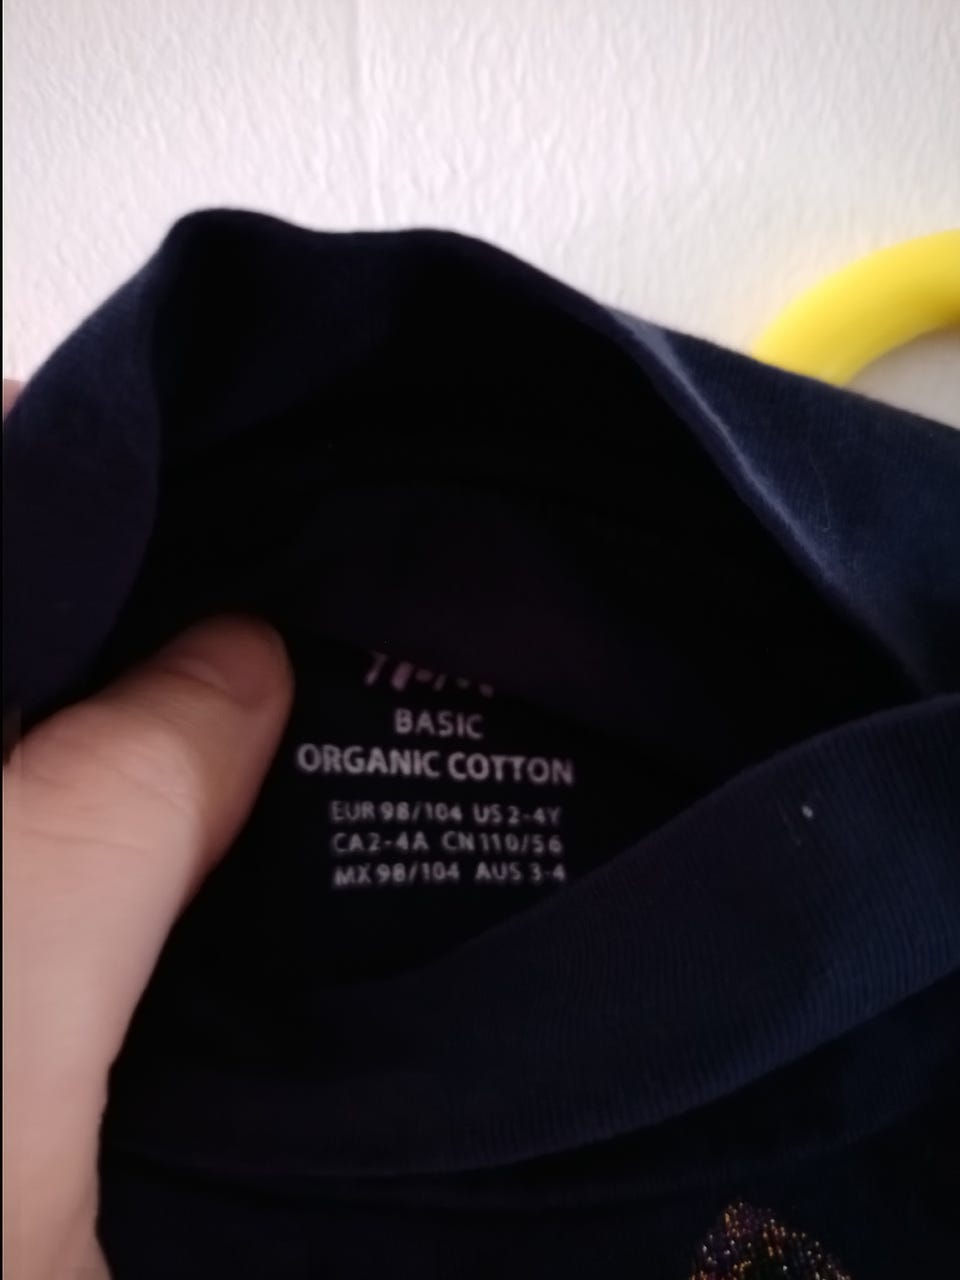 BASIC
ORGANIC COTTON
EUR 98/104 US 2-4Y
CA 2-4A CN 110/56
MX 98/104 AUS 3-4